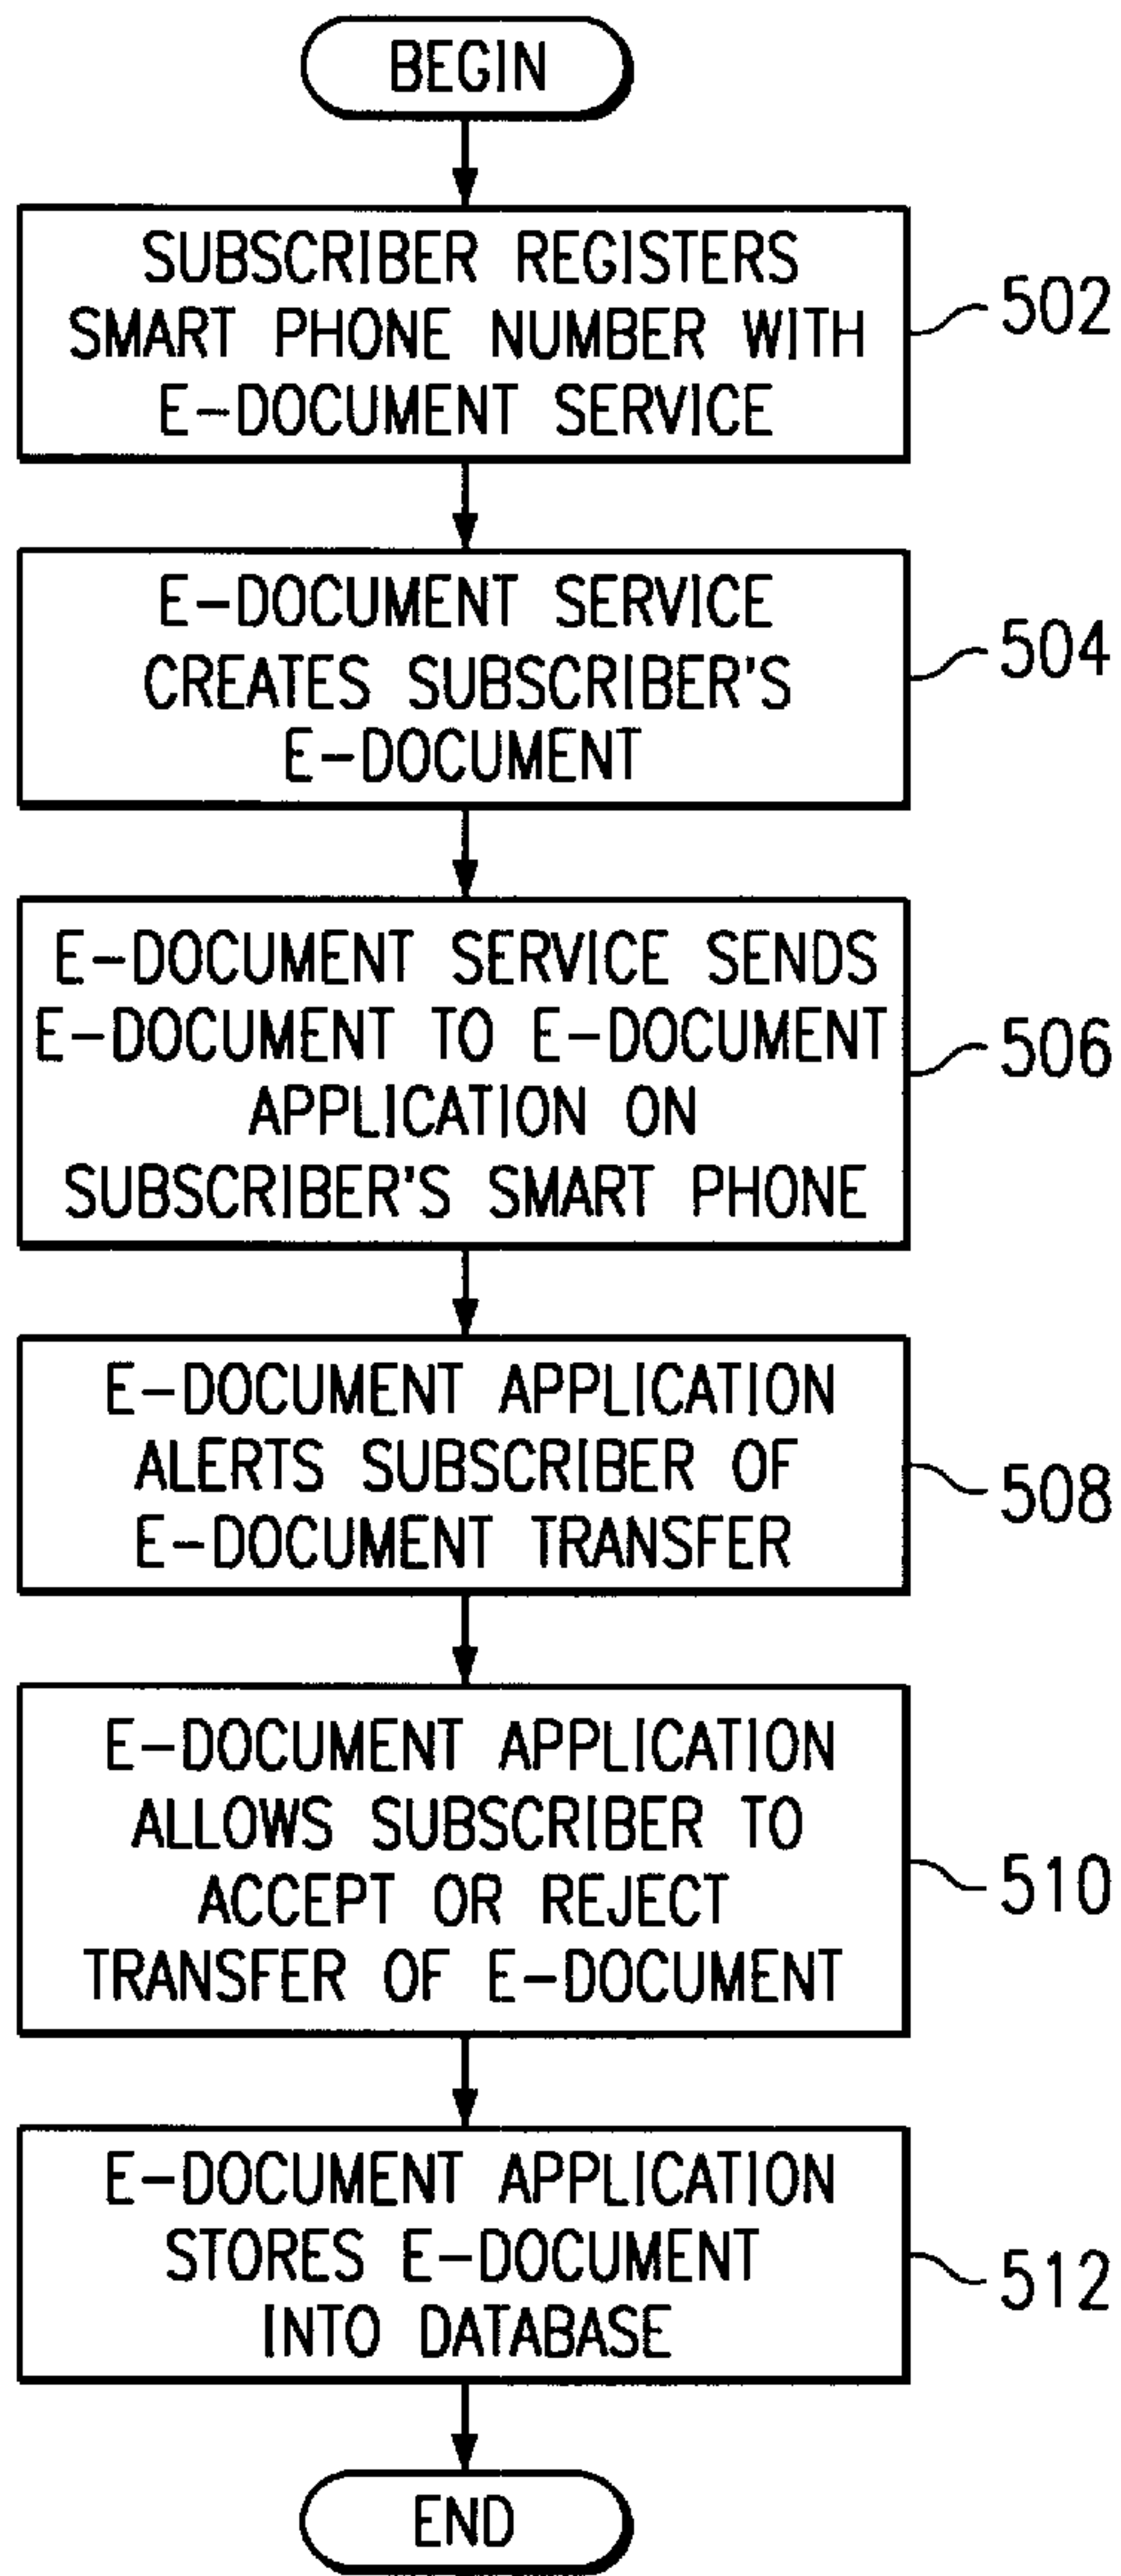 BEGIN
SUBSCRIBER REGISTERS
SMART PHONE NUMBER WITH
E-DOCUMENT SERVICE
502
E-DOCUMENT SERVICE
CREATES SUBSCRIBER'S
E-DOCUMENT
504
E-DOCUMENT SERVICE SENDS
E-DOCUMENT TO E-DOCUMENT
APPLICATION ON
SUBSCRIBER'S SMART PHONE
506
E-DOCUMENT APPLICATION
ALERTS SUBSCRIBER OF
E-DOCUMENT TRANSFER
508
E-DOCUMENT APPLICATION
ALLOWS SUBSCRIBER TO
ACCEPT OR REJECT
TRANSFER OF E-DOCUMENT
510
E-DOCUMENT APPLICATION
STORES E-DOCUMENT
INTO DATABASE
512
END